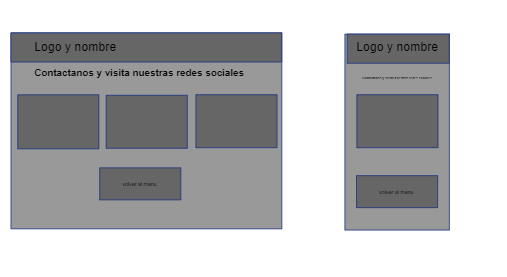 Logo y nombre
Contactanos y visita nuestras redes sociales
volver al menu
Logo y nombre
volver al menu